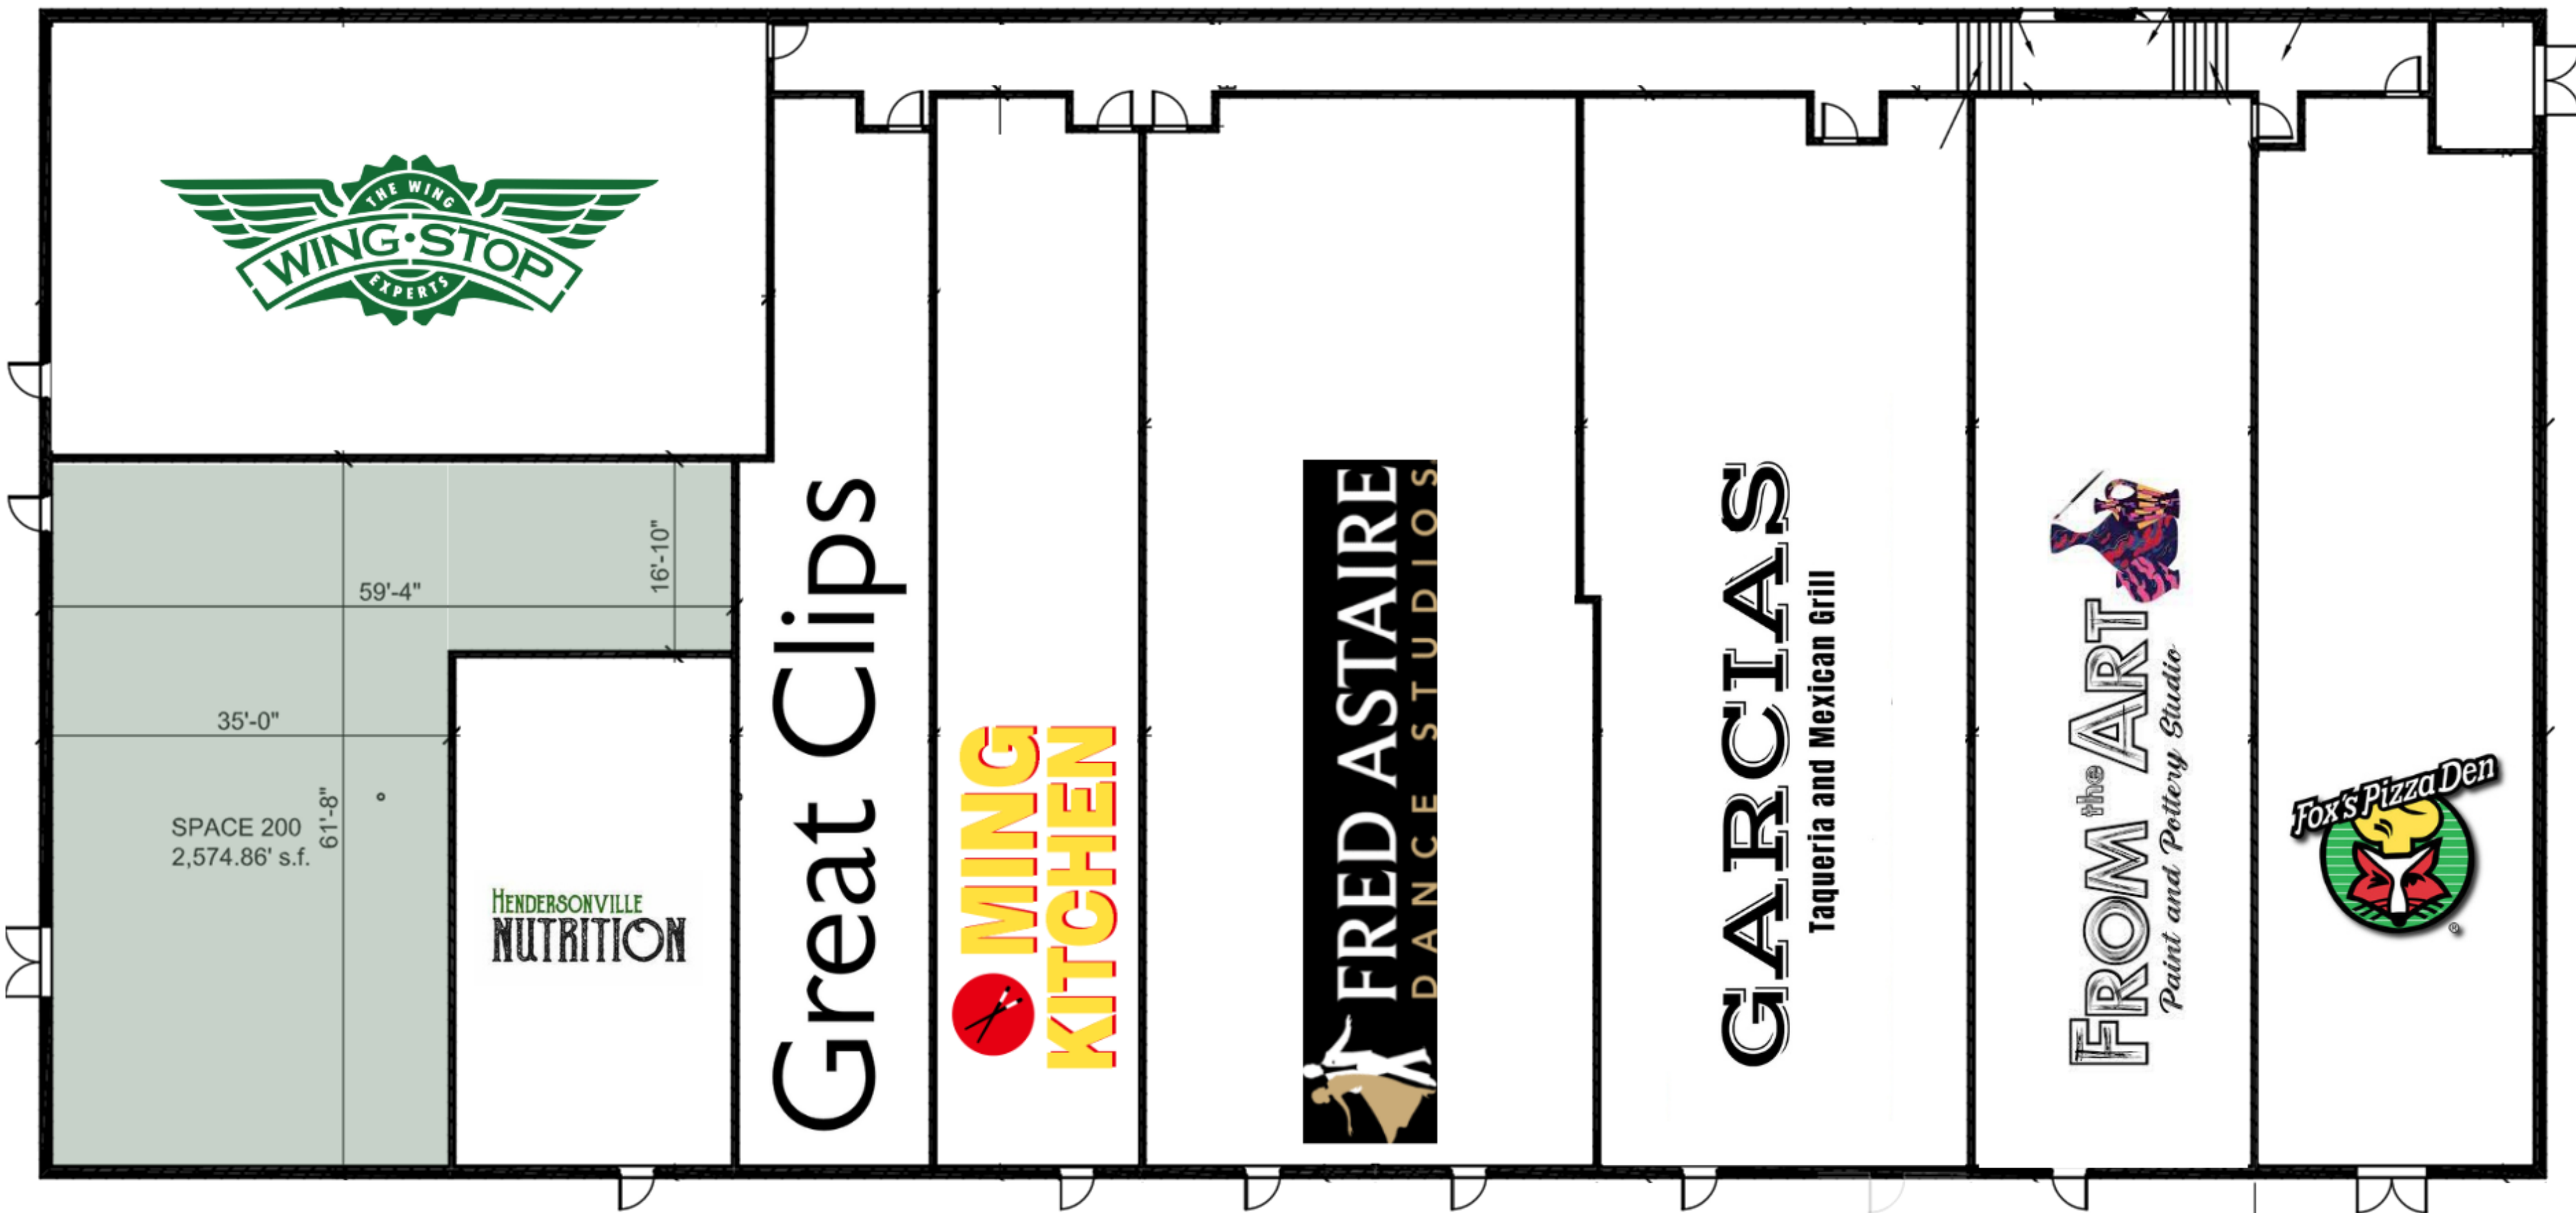 THE WING
WING·STOP
EXPERTS
59'-4"
16'-10"
35'-0"
61'-8"
SPACE 200
2,574.86' s.f.
HENDERSONVILLE
NUTRITION
Great Clips
MING
KITCHEN
FRED ASTAIRE
DANCE STUDIOS
GARCIAS
Taqueria and Mexican Grill
FROM the ART
Paint and Pottery Studio
Fox's Pizza Den
®